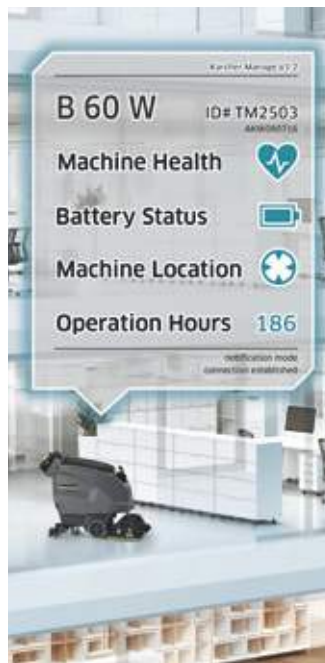 Kärcher Manage v1.2
B 60 W
ID# TM2503
Machine Health
Battery Status
Machine Location
Operation Hours 186
notification mode
connection established